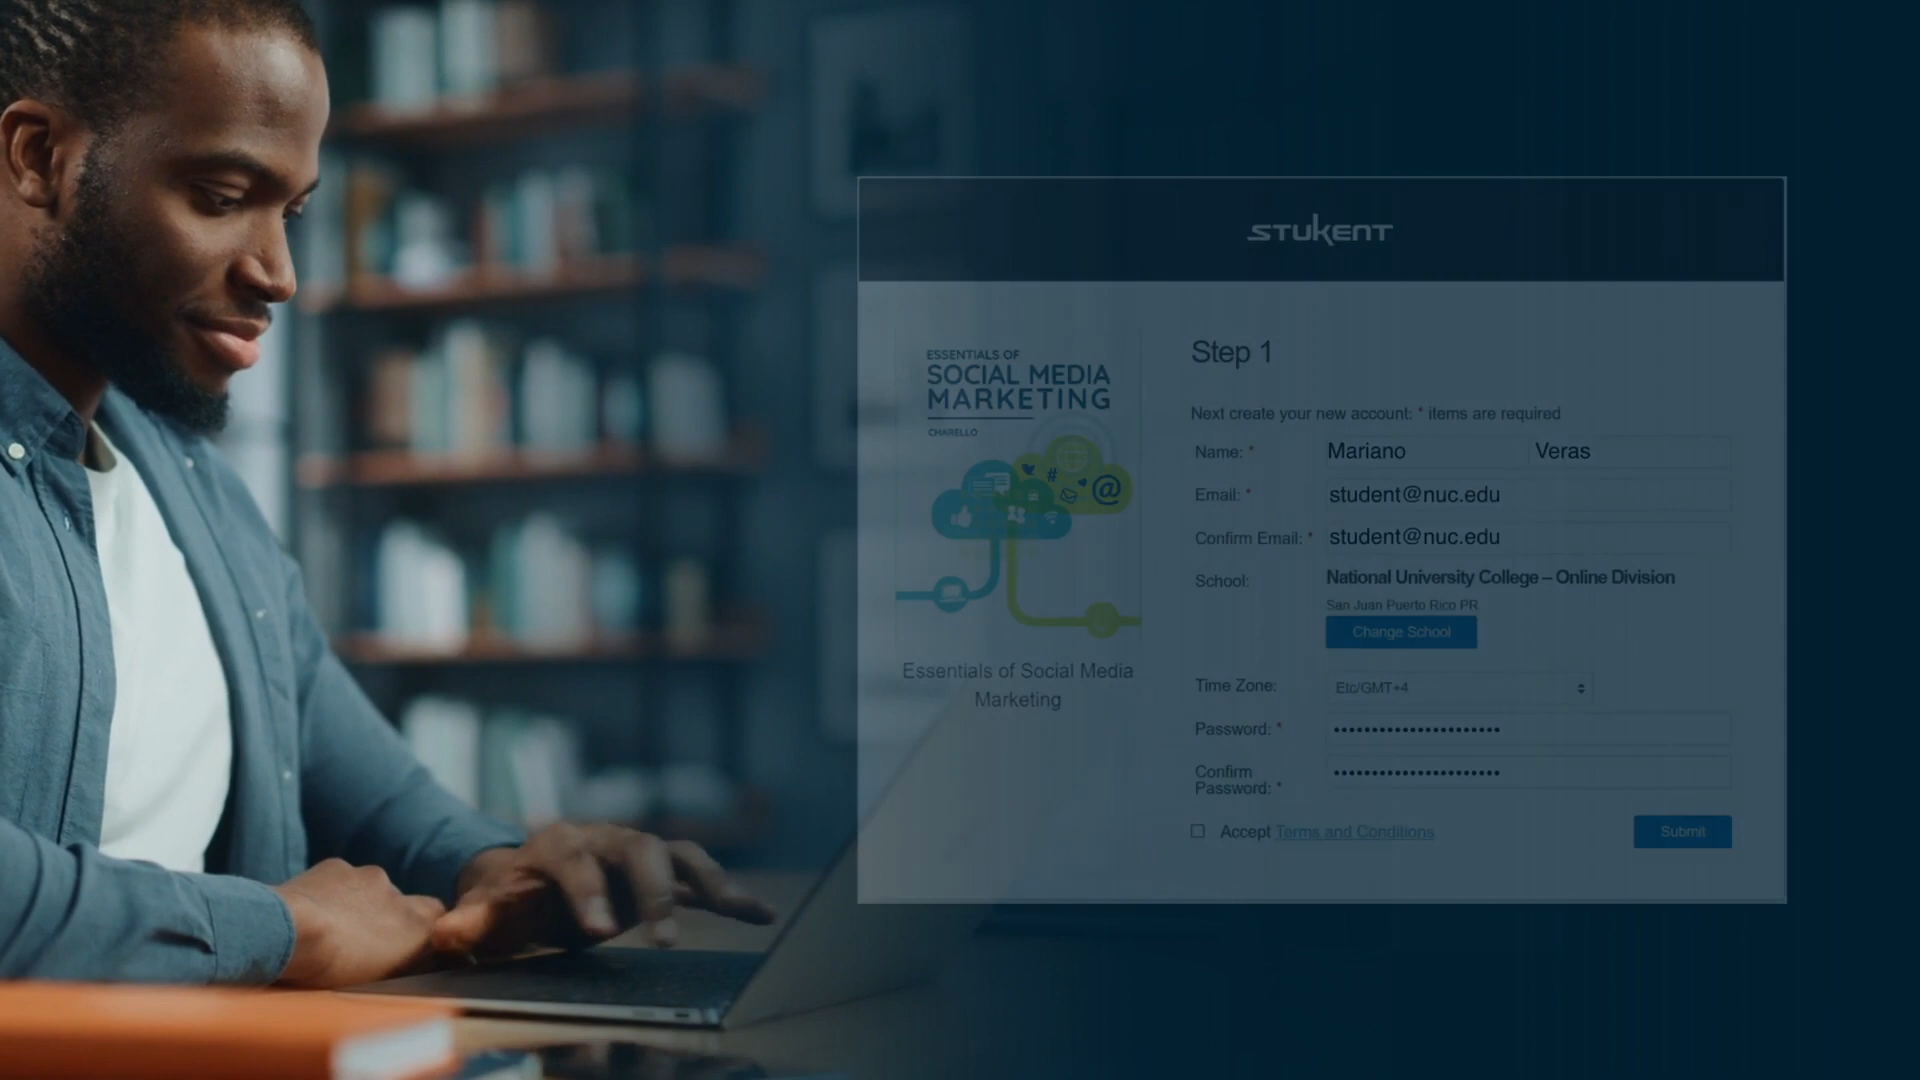 STUKENT
ESSENTIALS OF
SOCIAL MEDIA
MARKETING
CHARELLO
#
@
Essentials of Social Media
Marketing
Step 1
Next create your new account: * items are required
Name: * Mariano Veras
Email: * student@nuc.edu
Confirm Email: * student@nuc.edu
School: National University College – Online Division
San Juan Puerto Rico PR
Change School
Time Zone: Etc/GMT+4
Password: * ••••••••••••••••••••••
Confirm
Password: * ••••••••••••••••••••••
Accept Terms and Conditions
Submit